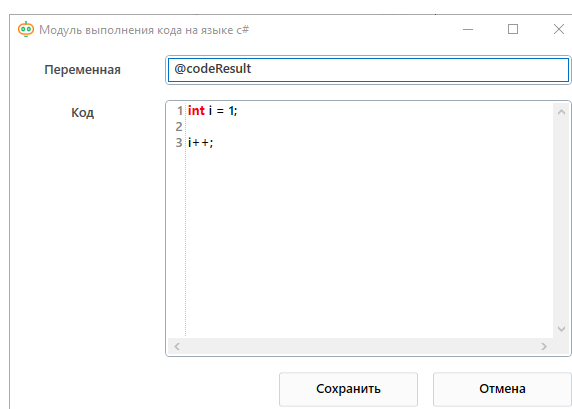 Модуль выполнения кода на языке c#
Переменная
@codeResult
Код
1 int i = 1;
2
3 i++;
Сохранить
Отмена